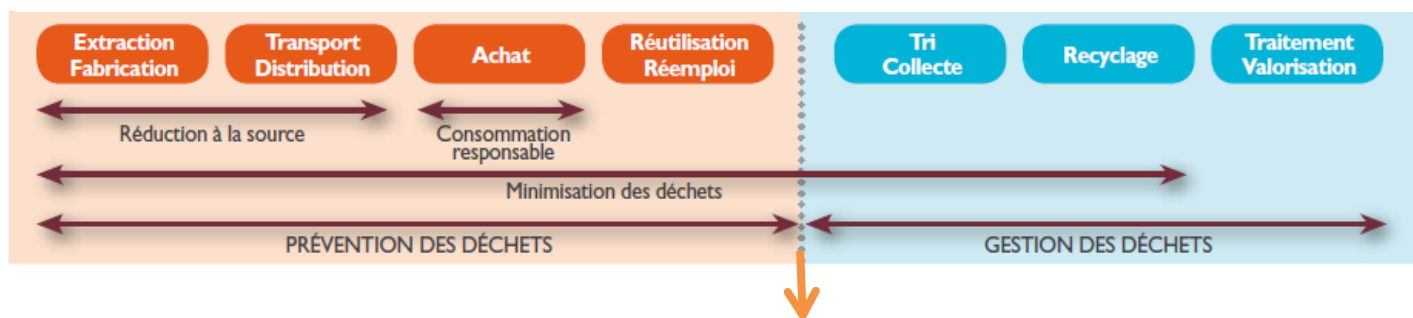 Extraction
Fabrication
Transport
Distribution
Achat
Réutilisation
Réemploi
Tri
Collecte
Recyclage
Traitement
Valorisation
Réduction à la source
Consommation
responsable
Minimisation des déchets
PRÉVENTION DES DÉCHETS
GESTION DES DÉCHETS